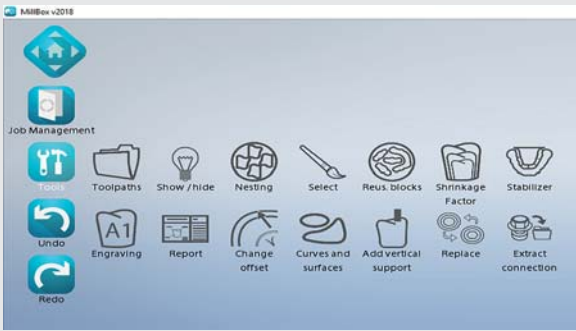 MillBox v2018
Job Management
Tools
Toolpaths
Show / hide
Nesting
Select
Reus. blocks
Shrinkage
Factor
Stabilizer
Undo
A1
Engraving
Report
Change
offset
Curves and
surfaces
Add vertical
support
Replace
Extract
connection
Redo